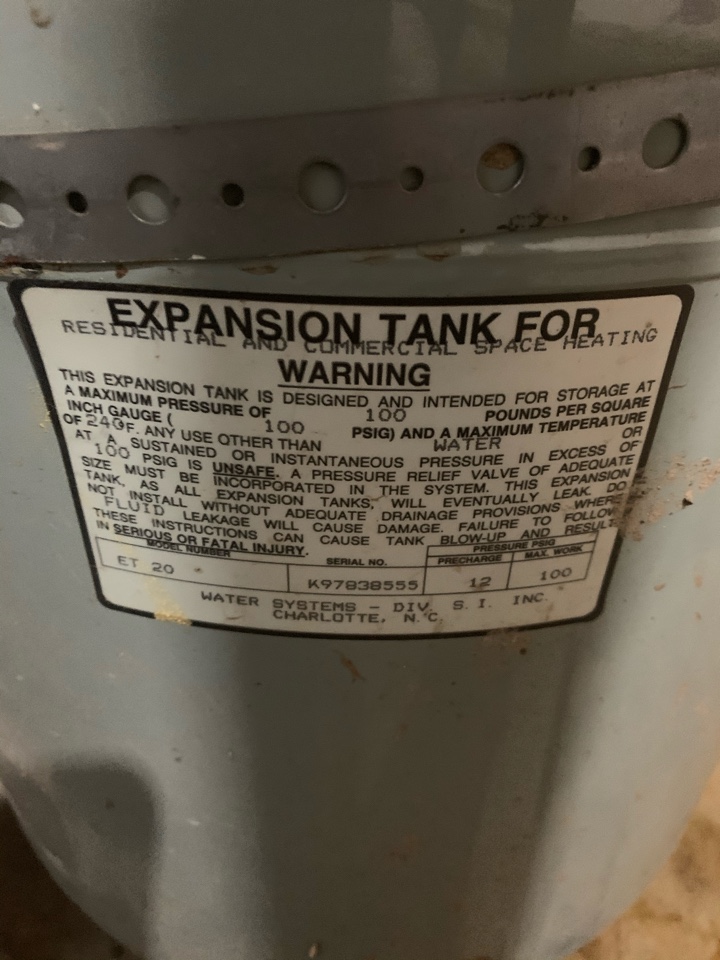 EXPANSION TANK FOR
RESIDENTIAL AND COMMERCIAL SPACE HEATING
WARNING
THIS EXPANSION TANK IS DESIGNED AND INTENDED FOR STORAGE AT
A MAXIMUM PRESSURE OF 100 POUNDS PER SQUARE
INCH GAUGE ( 100 PSIG) AND A MAXIMUM TEMPERATURE
OF 240F. ANY USE OTHER THAN WATER OR
AT A SUSTAINED OR INSTANTANEOUS PRESSURE IN EXCESS OF
100 PSIG IS UNSAFE. A PRESSURE RELIEF VALVE OF ADEQUATE
SIZE MUST BE INCORPORATED IN THE SYSTEM. THIS EXPANSION
TANK, AS ALL EXPANSION TANKS, WILL EVENTUALLY LEAK. DO
NOT INSTALL WITHOUT ADEQUATE DRAINAGE PROVISIONS WHERE
FLUID LEAKAGE WILL CAUSE DAMAGE. FAILURE TO FOLLOW
THESE INSTRUCTIONS CAN CAUSE TANK BLOW-UP AND RESULT
IN SERIOUS OR FATAL INJURY.
MODEL NUMBER SERIAL NO. PRESSURE PSIG
PRECHARGE MAX. WORK
ET 20 K97838555 12 100
WATER SYSTEMS - DIV. S. I. INC.
CHARLOTTE, N.C.